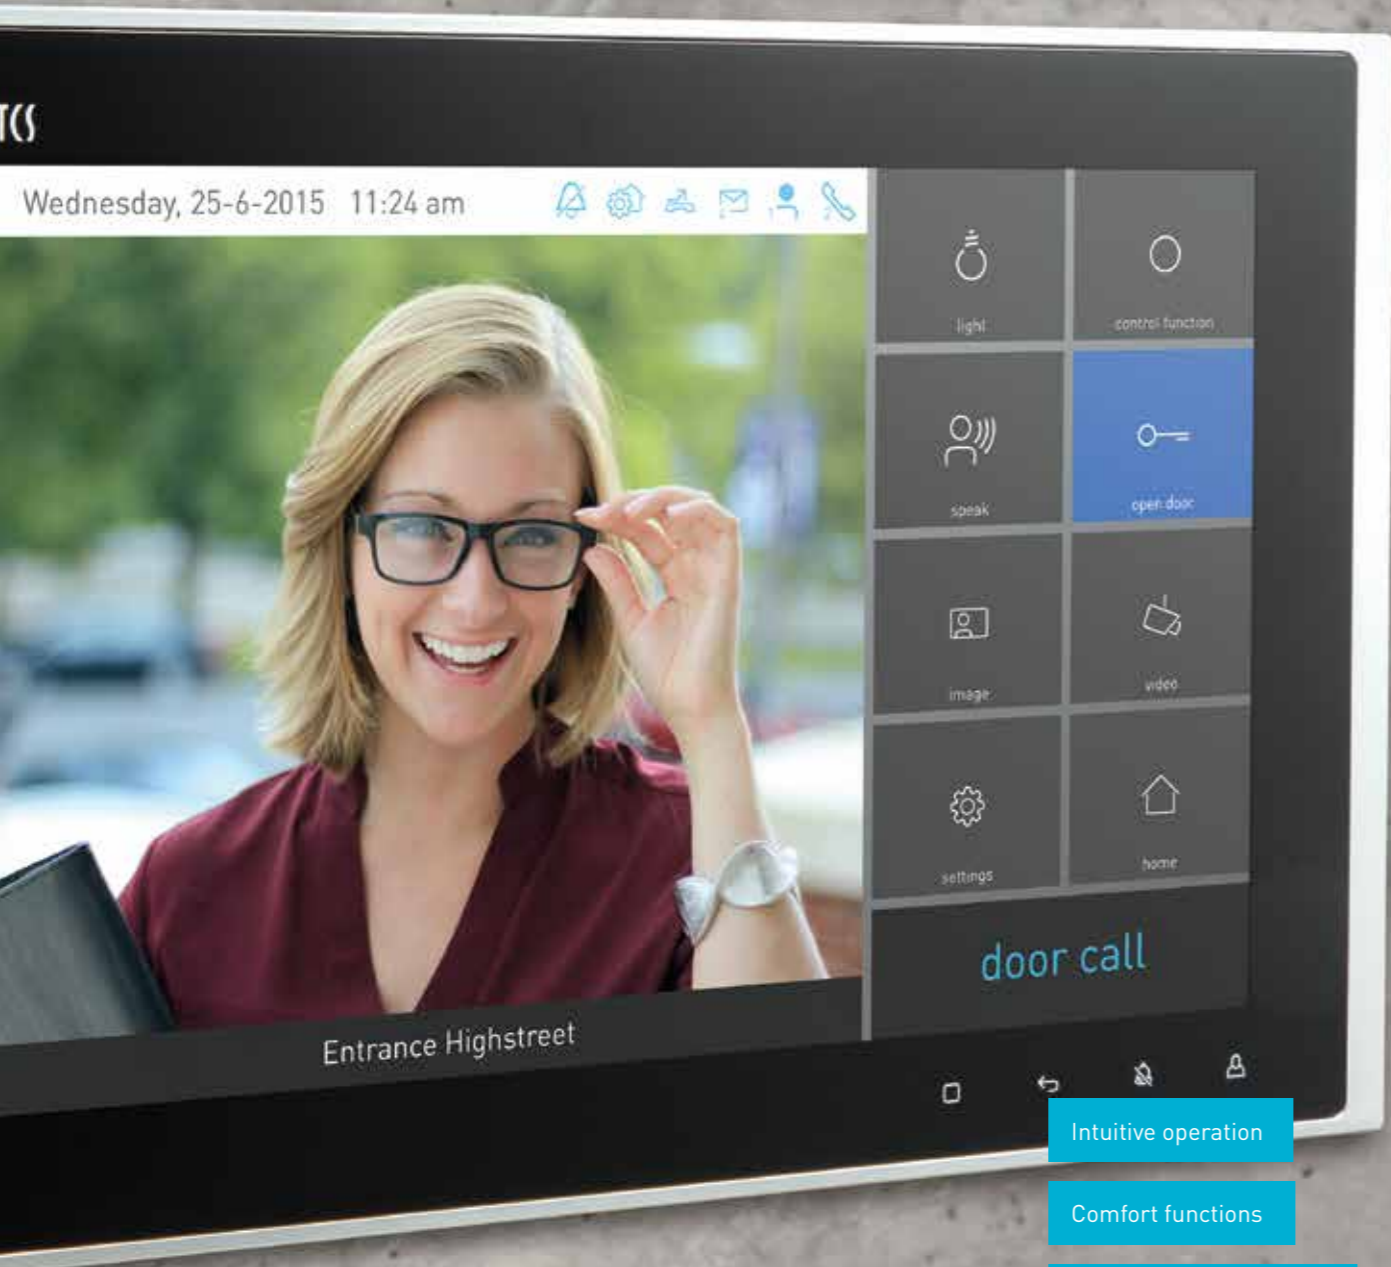 TCS
Wednesday, 25-6-2015 11:24 am
light
control function
speak
open door
image
video
settings
home
door call
Entrance Highstreet
Intuitive operation
Comfort functions